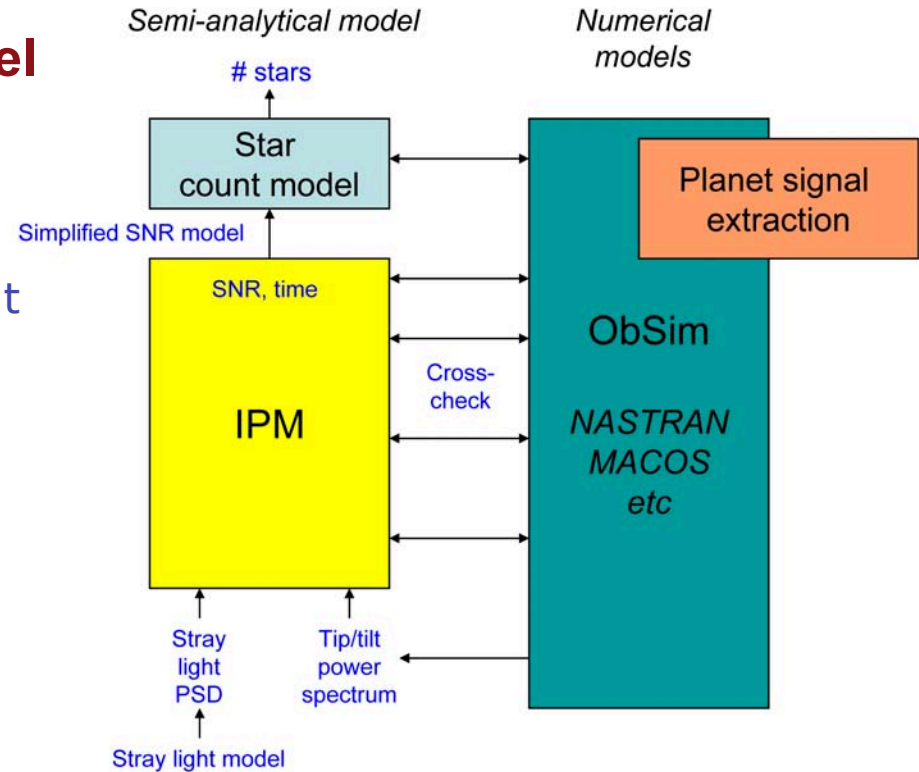 Semi-analytical model
Numerical
models
el
t
# stars
Star
count model
Simplified SNR model
SNR, time
IPM
Cross-
check
Planet signal
extraction
ObSim
NASTRAN
MACOS
etc
Stray
light
PSD
Tip/tilt
power
spectrum
Stray light model